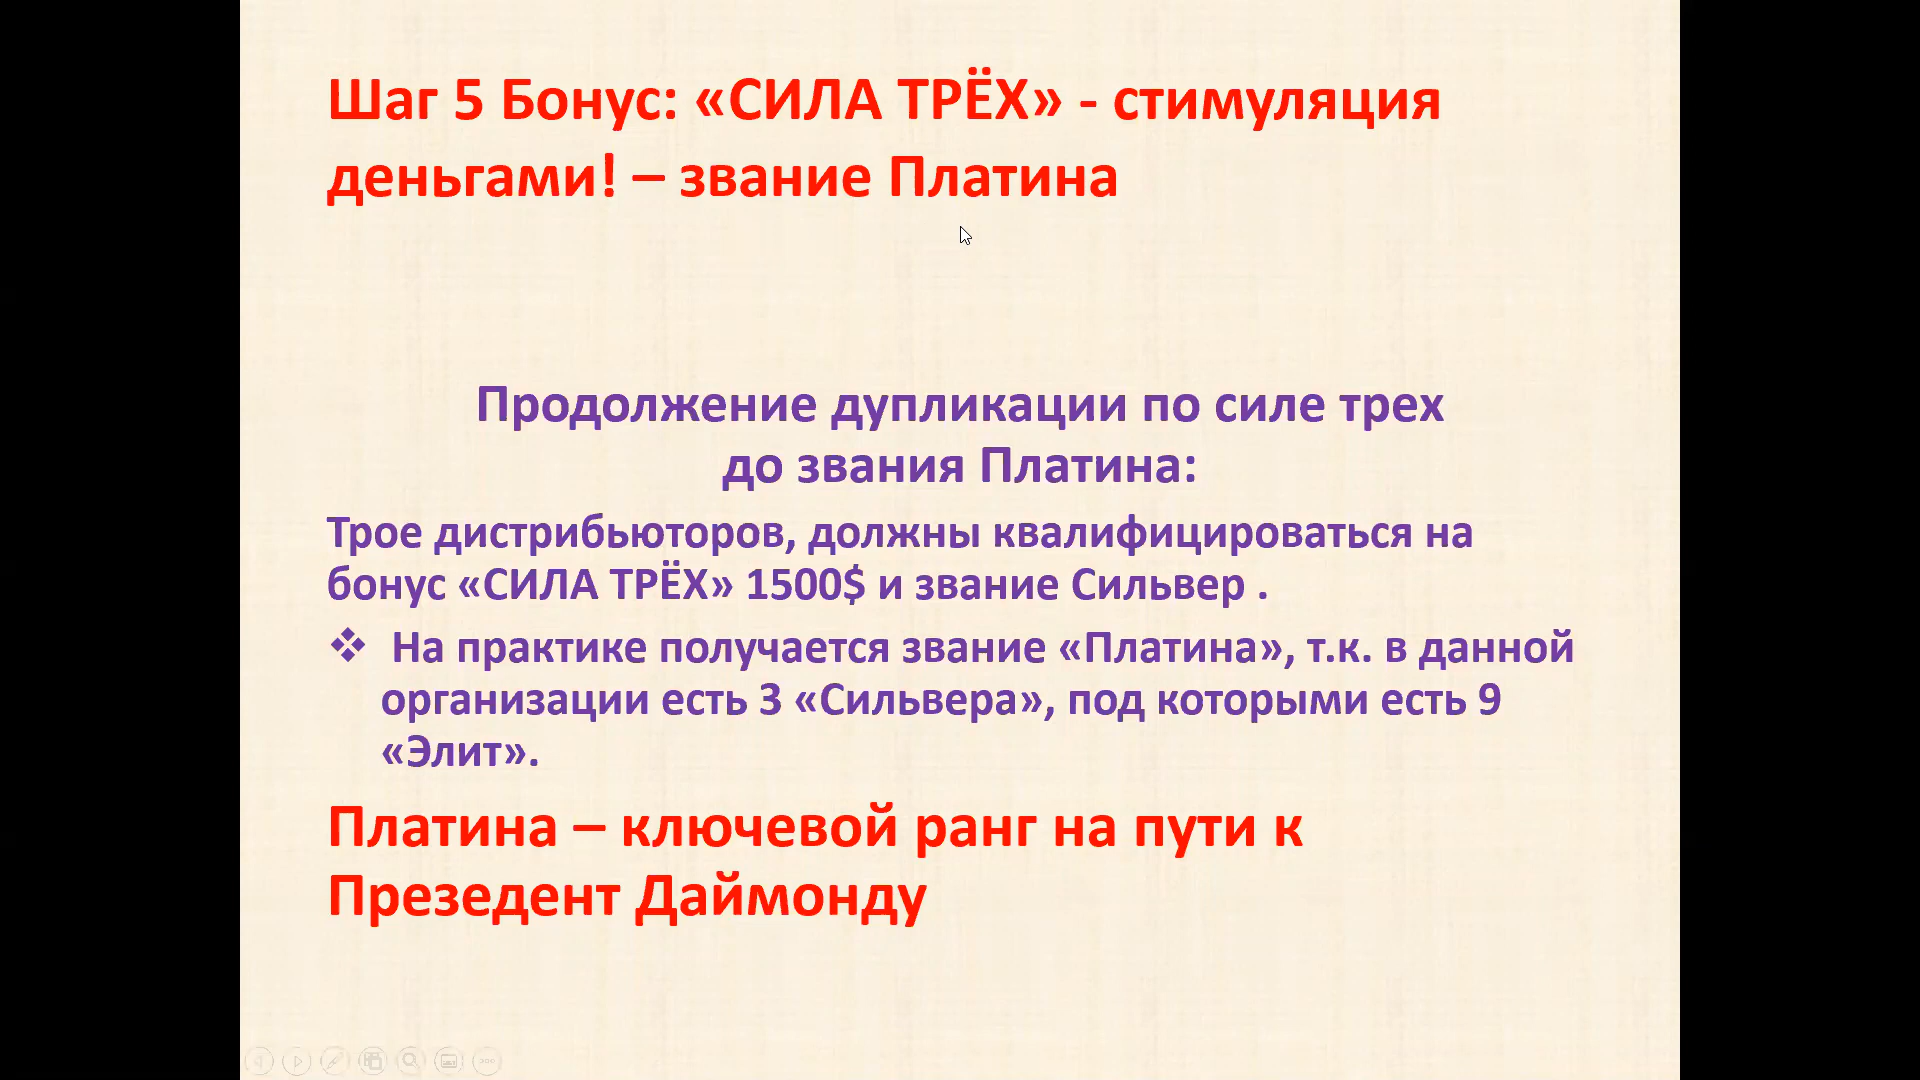 Шаг 5 Бонус: «СИЛА ТРЁХ» - стимуляция
деньгами! – звание Платина
Продолжение дупликации по силе трех
до звания Платина:
Трое дистрибьюторов, должны квалифицироваться на
бонус «СИЛА ТРЁХ» 1500$ и звание Сильвер .
❖ На практике получается звание «Платина», т.к. в данной
организации есть 3 «Сильвера», под которыми есть 9
«Элит».
Платина – ключевой ранг на пути к
Презедент Даймонду